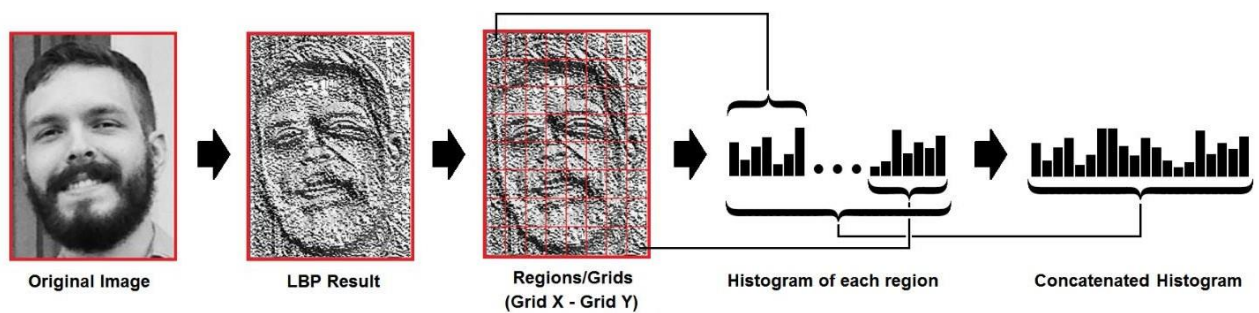 Original Image
LBP Result
Regions/Grids
(Grid X - Grid Y)
Histogram of each region
Concatenated Histogram